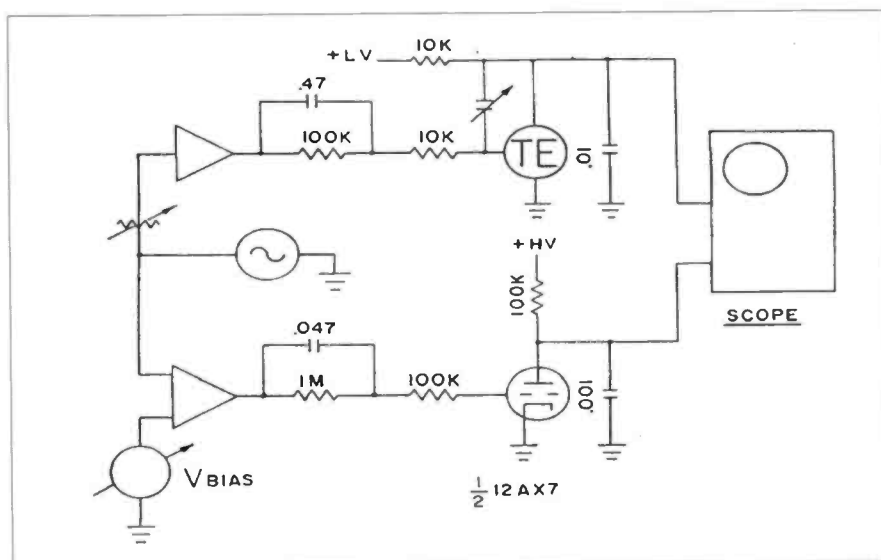 10K
+LV
.47
100K
10K
TE
.01
+HV
100K
SCOPE
.047
1M
100K
.001
VBIAS
½ 12AX7